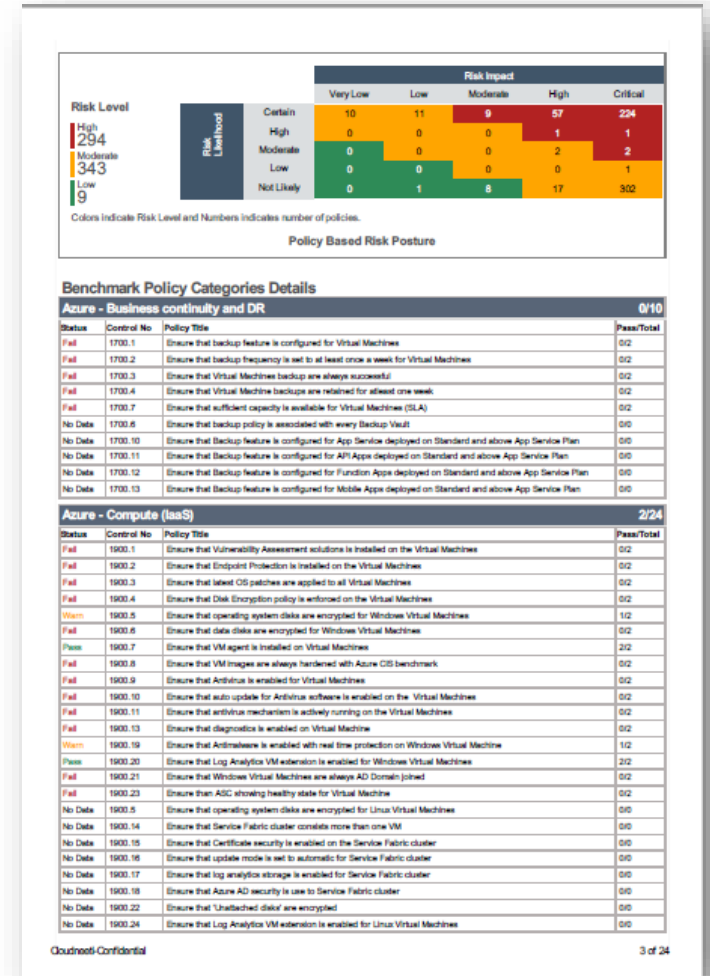 Risk Impact
Very Low Low Moderate High Critical
Risk Level
High
294
Moderate
343
Low
9
Risk Likelihood
Certain 10 11 9 57 224
High 0 0 0 1 1
Moderate 0 0 0 2 2
Low 0 0 0 0 1
Not Likely 0 1 8 17 302
Colors indicate Risk Level and Numbers indicates number of policies.
Policy Based Risk Posture
Benchmark Policy Categories Details
Azure - Business continuity and DR 0/10
Status Control No Policy Title Pass/Total
Fail 1700.1 Ensure that backup feature is configured for Virtual Machines 0/2
Fail 1700.2 Ensure that backup frequency is set to at least once a week for Virtual Machines 0/2
Fail 1700.3 Ensure that Virtual Machines backup are always successful 0/2
Fail 1700.4 Ensure that Virtual Machine backups are retained for atleast one week 0/2
Fail 1700.7 Ensure that sufficient capacity is available for Virtual Machines (SLA) 0/2
No Data 1700.6 Ensure that backup policy is associated with every Backup Vault 0/0
No Data 1700.10 Ensure that Backup feature is configured for App Service deployed on Standard and above App Service Plan 0/0
No Data 1700.11 Ensure that Backup feature is configured for API Apps deployed on Standard and above App Service Plan 0/0
No Data 1700.12 Ensure that Backup feature is configured for Function Apps deployed on Standard and above App Service Plan 0/0
No Data 1700.13 Ensure that Backup feature is configured for Mobile Apps deployed on Standard and above App Service Plan 0/0
Azure - Compute (IaaS) 2/24
Status Control No Policy Title Pass/Total
Fail 1900.1 Ensure that Vulnerability Assessment solutions is installed on the Virtual Machines 0/2
Fail 1900.2 Ensure that Endpoint Protection is installed on the Virtual Machines 0/2
Fail 1900.3 Ensure that latest OS patches are applied to all Virtual Machines 0/2
Fail 1900.4 Ensure that Disk Encryption policy is enforced on the Virtual Machines 0/2
Warn 1900.5 Ensure that operating system disks are encrypted for Windows Virtual Machines 1/2
Fail 1900.6 Ensure that data disks are encrypted for Windows Virtual Machines 0/2
Pass 1900.7 Ensure that VM agent is installed on Virtual Machines 2/2
Fail 1900.8 Ensure that VM images are always hardened with Azure CIS benchmark 0/2
Fail 1900.9 Ensure that Antivirus is enabled for Virtual Machines 0/2
Fail 1900.10 Ensure that auto update for Antivirus software is enabled on the Virtual Machines 0/2
Fail 1900.11 Ensure that antivirus mechanism is actively running on the Virtual Machines 0/2
Fail 1900.13 Ensure that diagnostics is enabled on Virtual Machine 0/2
Warn 1900.19 Ensure that Antimalware is enabled with real time protection on Windows Virtual Machine 1/2
Pass 1900.20 Ensure that Log Analytics VM extension is enabled for Windows Virtual Machines 2/2
Fail 1900.21 Ensure that Windows Virtual Machines are always AD Domain joined 0/2
Fail 1900.23 Ensure than ASC showing healthy state for Virtual Machine 0/2
No Data 1900.5 Ensure that operating system disks are encrypted for Linux Virtual Machines 0/0
No Data 1900.14 Ensure that Service Fabric cluster consists more than one VM 0/0
No Data 1900.15 Ensure that Certificate security is enabled on the Service Fabric cluster 0/0
No Data 1900.16 Ensure that update mode is set to automatic for Service Fabric cluster 0/0
No Data 1900.17 Ensure that log analytics storage is enabled for Service Fabric cluster 0/0
No Data 1900.18 Ensure that Azure AD security is use to Service Fabric cluster 0/0
No Data 1900.22 Ensure that 'Unattached disks' are encrypted 0/0
No Data 1900.24 Ensure that Log Analytics VM extension is enabled for Linux Virtual Machines 0/0
Cloudneeti-Confidential 3 of 24